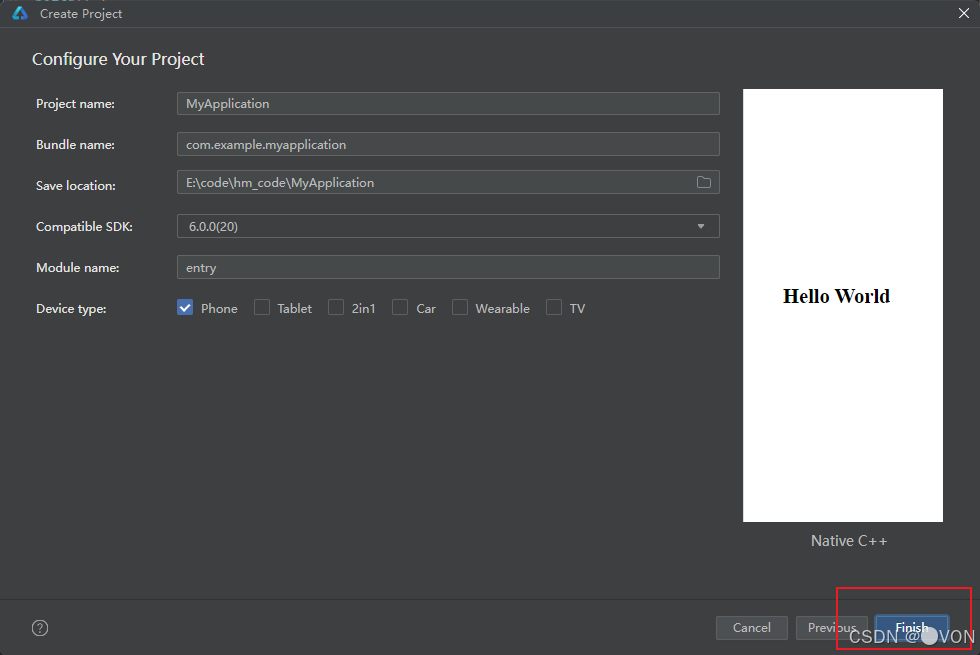 Create Project
Configure Your Project
Project name: MyApplication
Bundle name: com.example.myapplication
Save location: E:\code\hm_code\MyApplication
Compatible SDK: 6.0.0(20)
Module name: entry
Device type: Phone Tablet 2in1 Car Wearable TV
Hello World
Native C++
? Cancel Previous Finish
CSDN @ VON